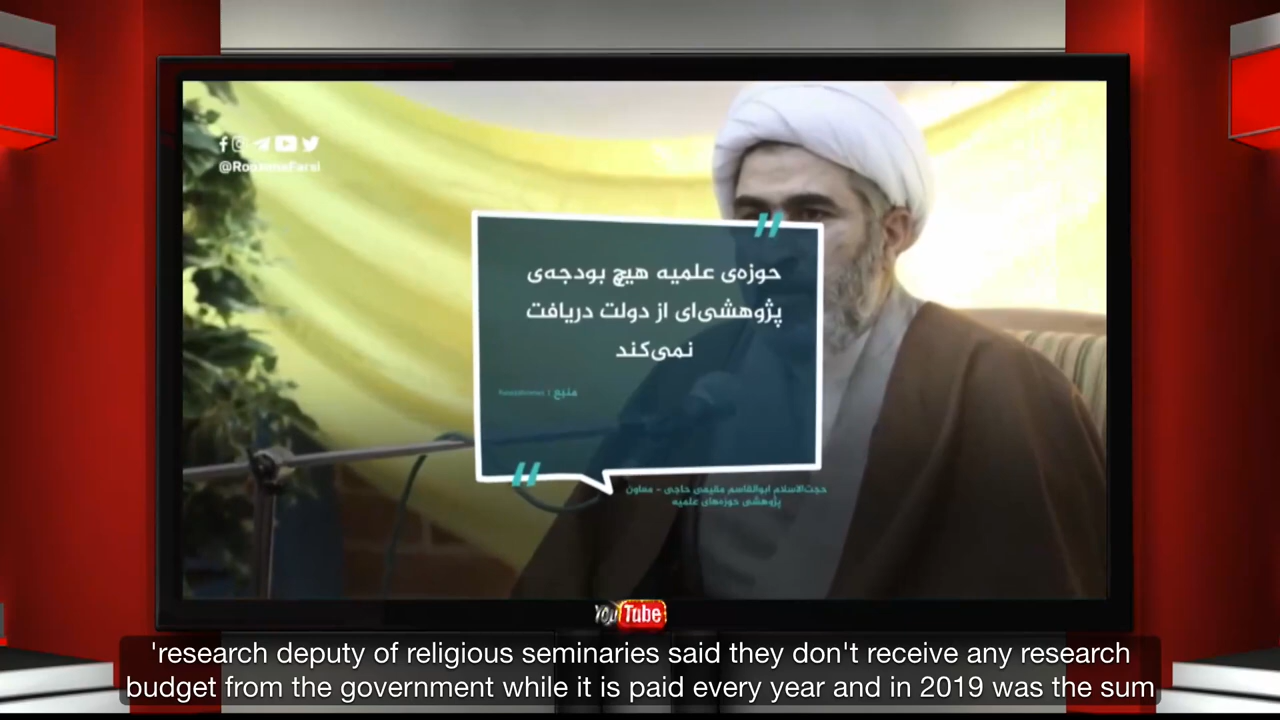 @RoozaneFarsi
حوزه‌ی علمیه هیچ بودجه‌ی
پژوهشی‌ای از دولت دریافت
نمی‌کند
منبع |
حجت‌الاسلام ابوالقاسم مقیمی حاجی - معاون
پژوهشی حوزه‌های علمیه
YouTube
'research deputy of religious seminaries said they don't receive any research
budget from the government while it is paid every year and in 2019 was the sum